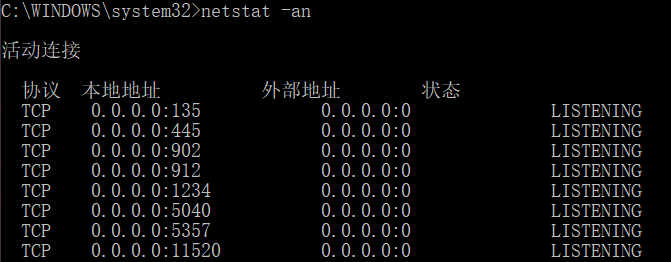 C:\WINDOWS\system32>netstat -an
活动连接
协议 本地地址 外部地址 状态
TCP 0.0.0.0:135 0.0.0.0:0 LISTENING
TCP 0.0.0.0:445 0.0.0.0:0 LISTENING
TCP 0.0.0.0:902 0.0.0.0:0 LISTENING
TCP 0.0.0.0:912 0.0.0.0:0 LISTENING
TCP 0.0.0.0:1234 0.0.0.0:0 LISTENING
TCP 0.0.0.0:5040 0.0.0.0:0 LISTENING
TCP 0.0.0.0:5357 0.0.0.0:0 LISTENING
TCP 0.0.0.0:11520 0.0.0.0:0 LISTENING